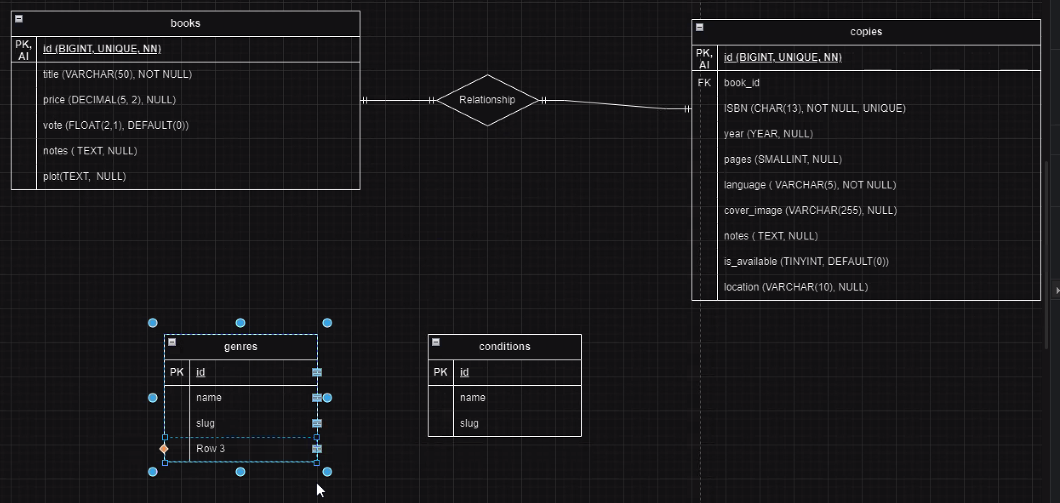 books
PK, AI
id (BIGINT, UNIQUE, NN)
title (VARCHAR(50), NOT NULL)
price (DECIMAL(5, 2), NULL)
vote (FLOAT(2,1), DEFAULT(0))
notes ( TEXT, NULL)
plot(TEXT,  NULL)
Relationship
copies
PK, AI
id (BIGINT, UNIQUE, NN)
FK
book_id
ISBN (CHAR(13), NOT NULL, UNIQUE)
year (YEAR, NULL)
pages (SMALLINT, NULL)
language ( VARCHAR(5), NOT NULL)
cover_image (VARCHAR(255), NULL)
notes ( TEXT, NULL)
is_available (TINYINT, DEFAULT(0))
location (VARCHAR(10), NULL)
genres
PK
id
name
slug
Row 3
conditions
PK
id
name
slug